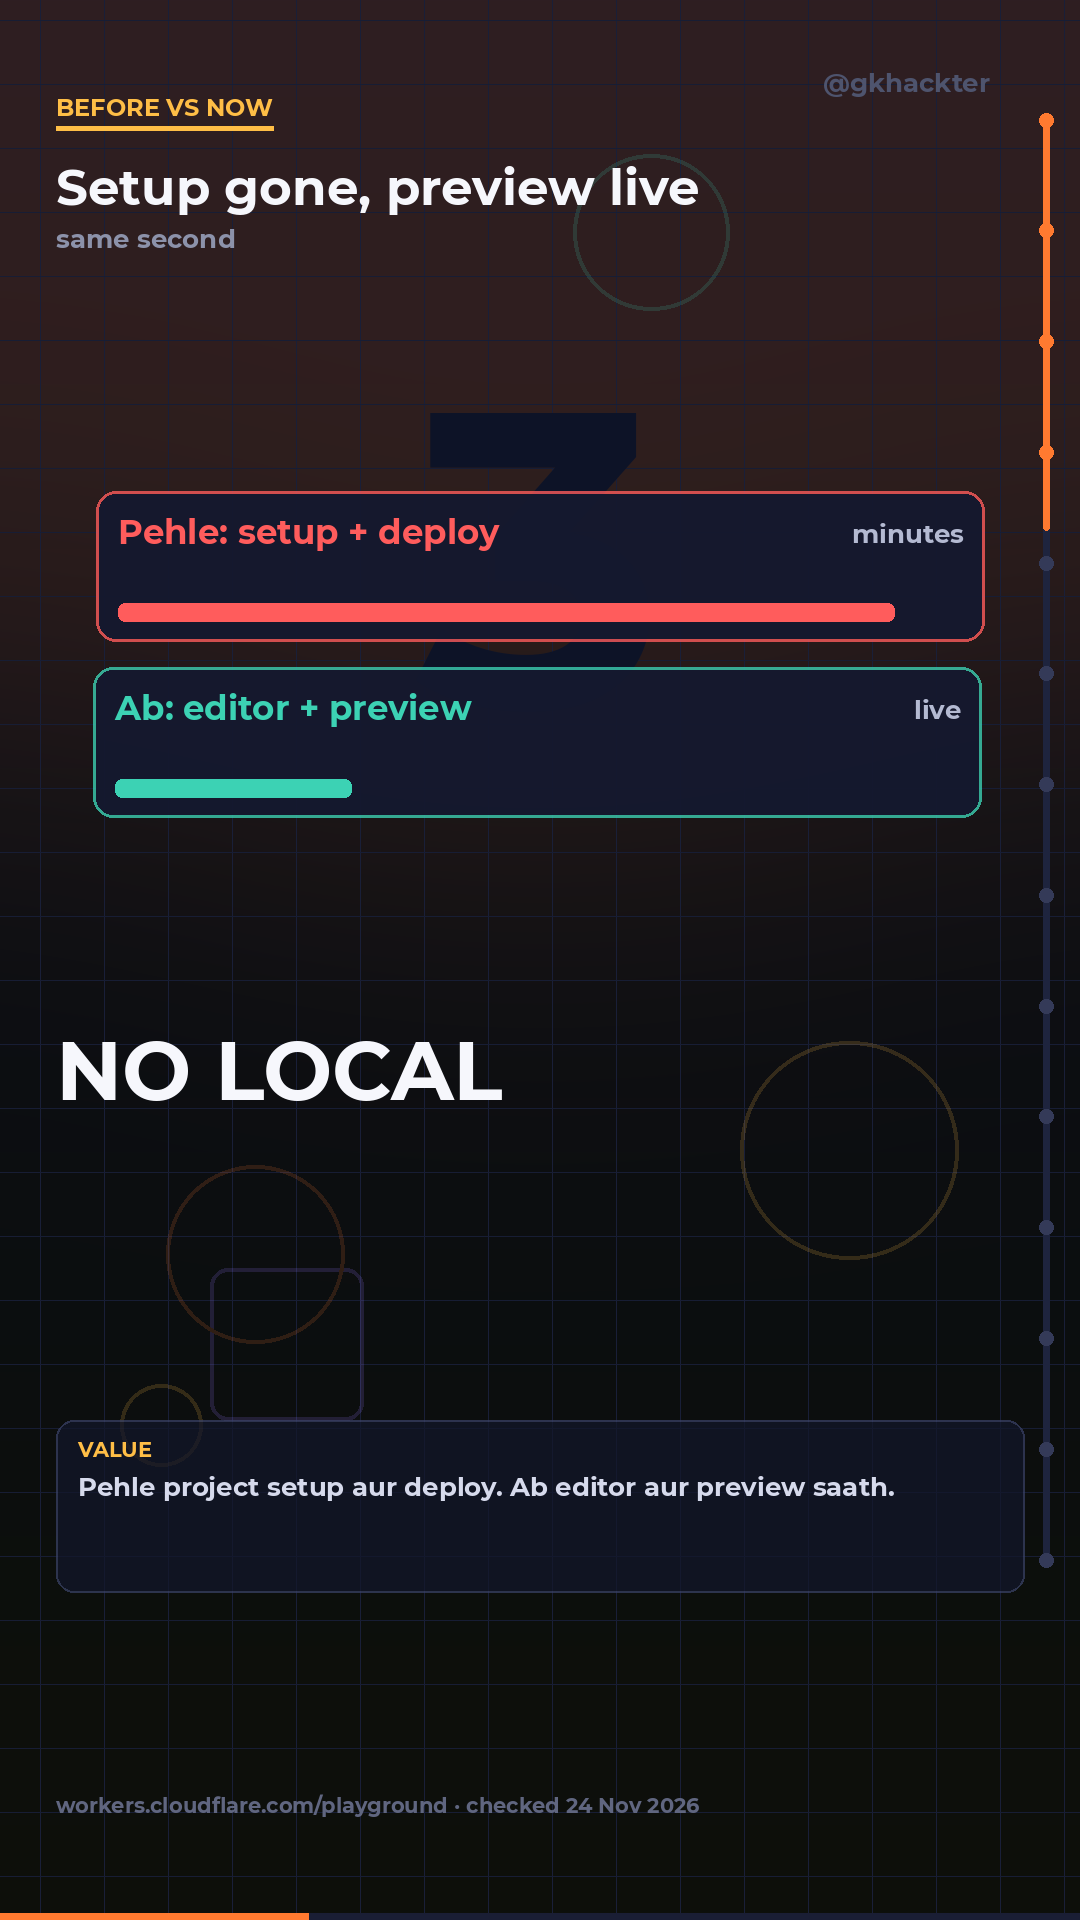 @gkhackter
BEFORE VS NOW
Setup gone, preview live
same second
3
Pehle: setup + deploy
minutes
Ab: editor + preview
live
NO LOCAL
VALUE
Pehle project setup aur deploy. Ab editor aur preview saath.
workers.cloudflare.com/playground · checked 24 Nov 2026